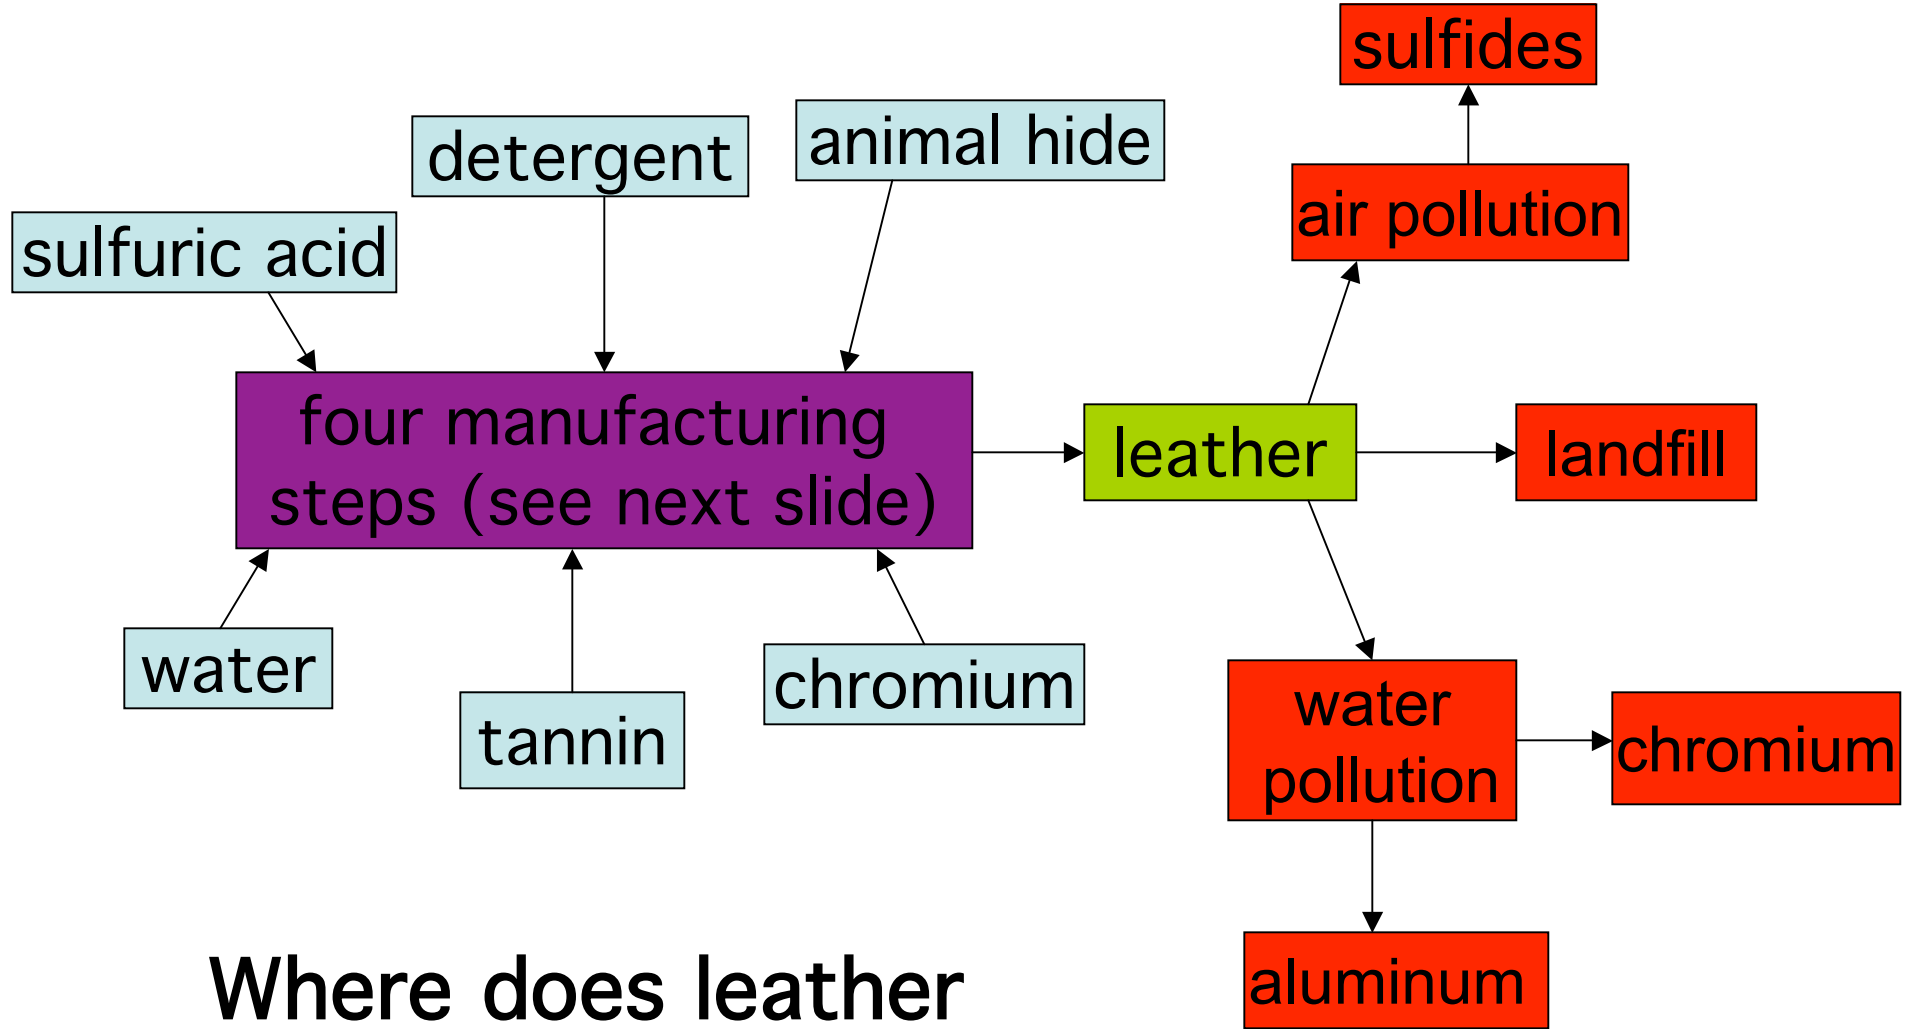 sulfides
detergent
animal hide
air pollution
sulfuric acid
four manufacturing
steps (see next slide)
leather
landfill
water
tannin
chromium
water
pollution
chromium
aluminum
Where does leather